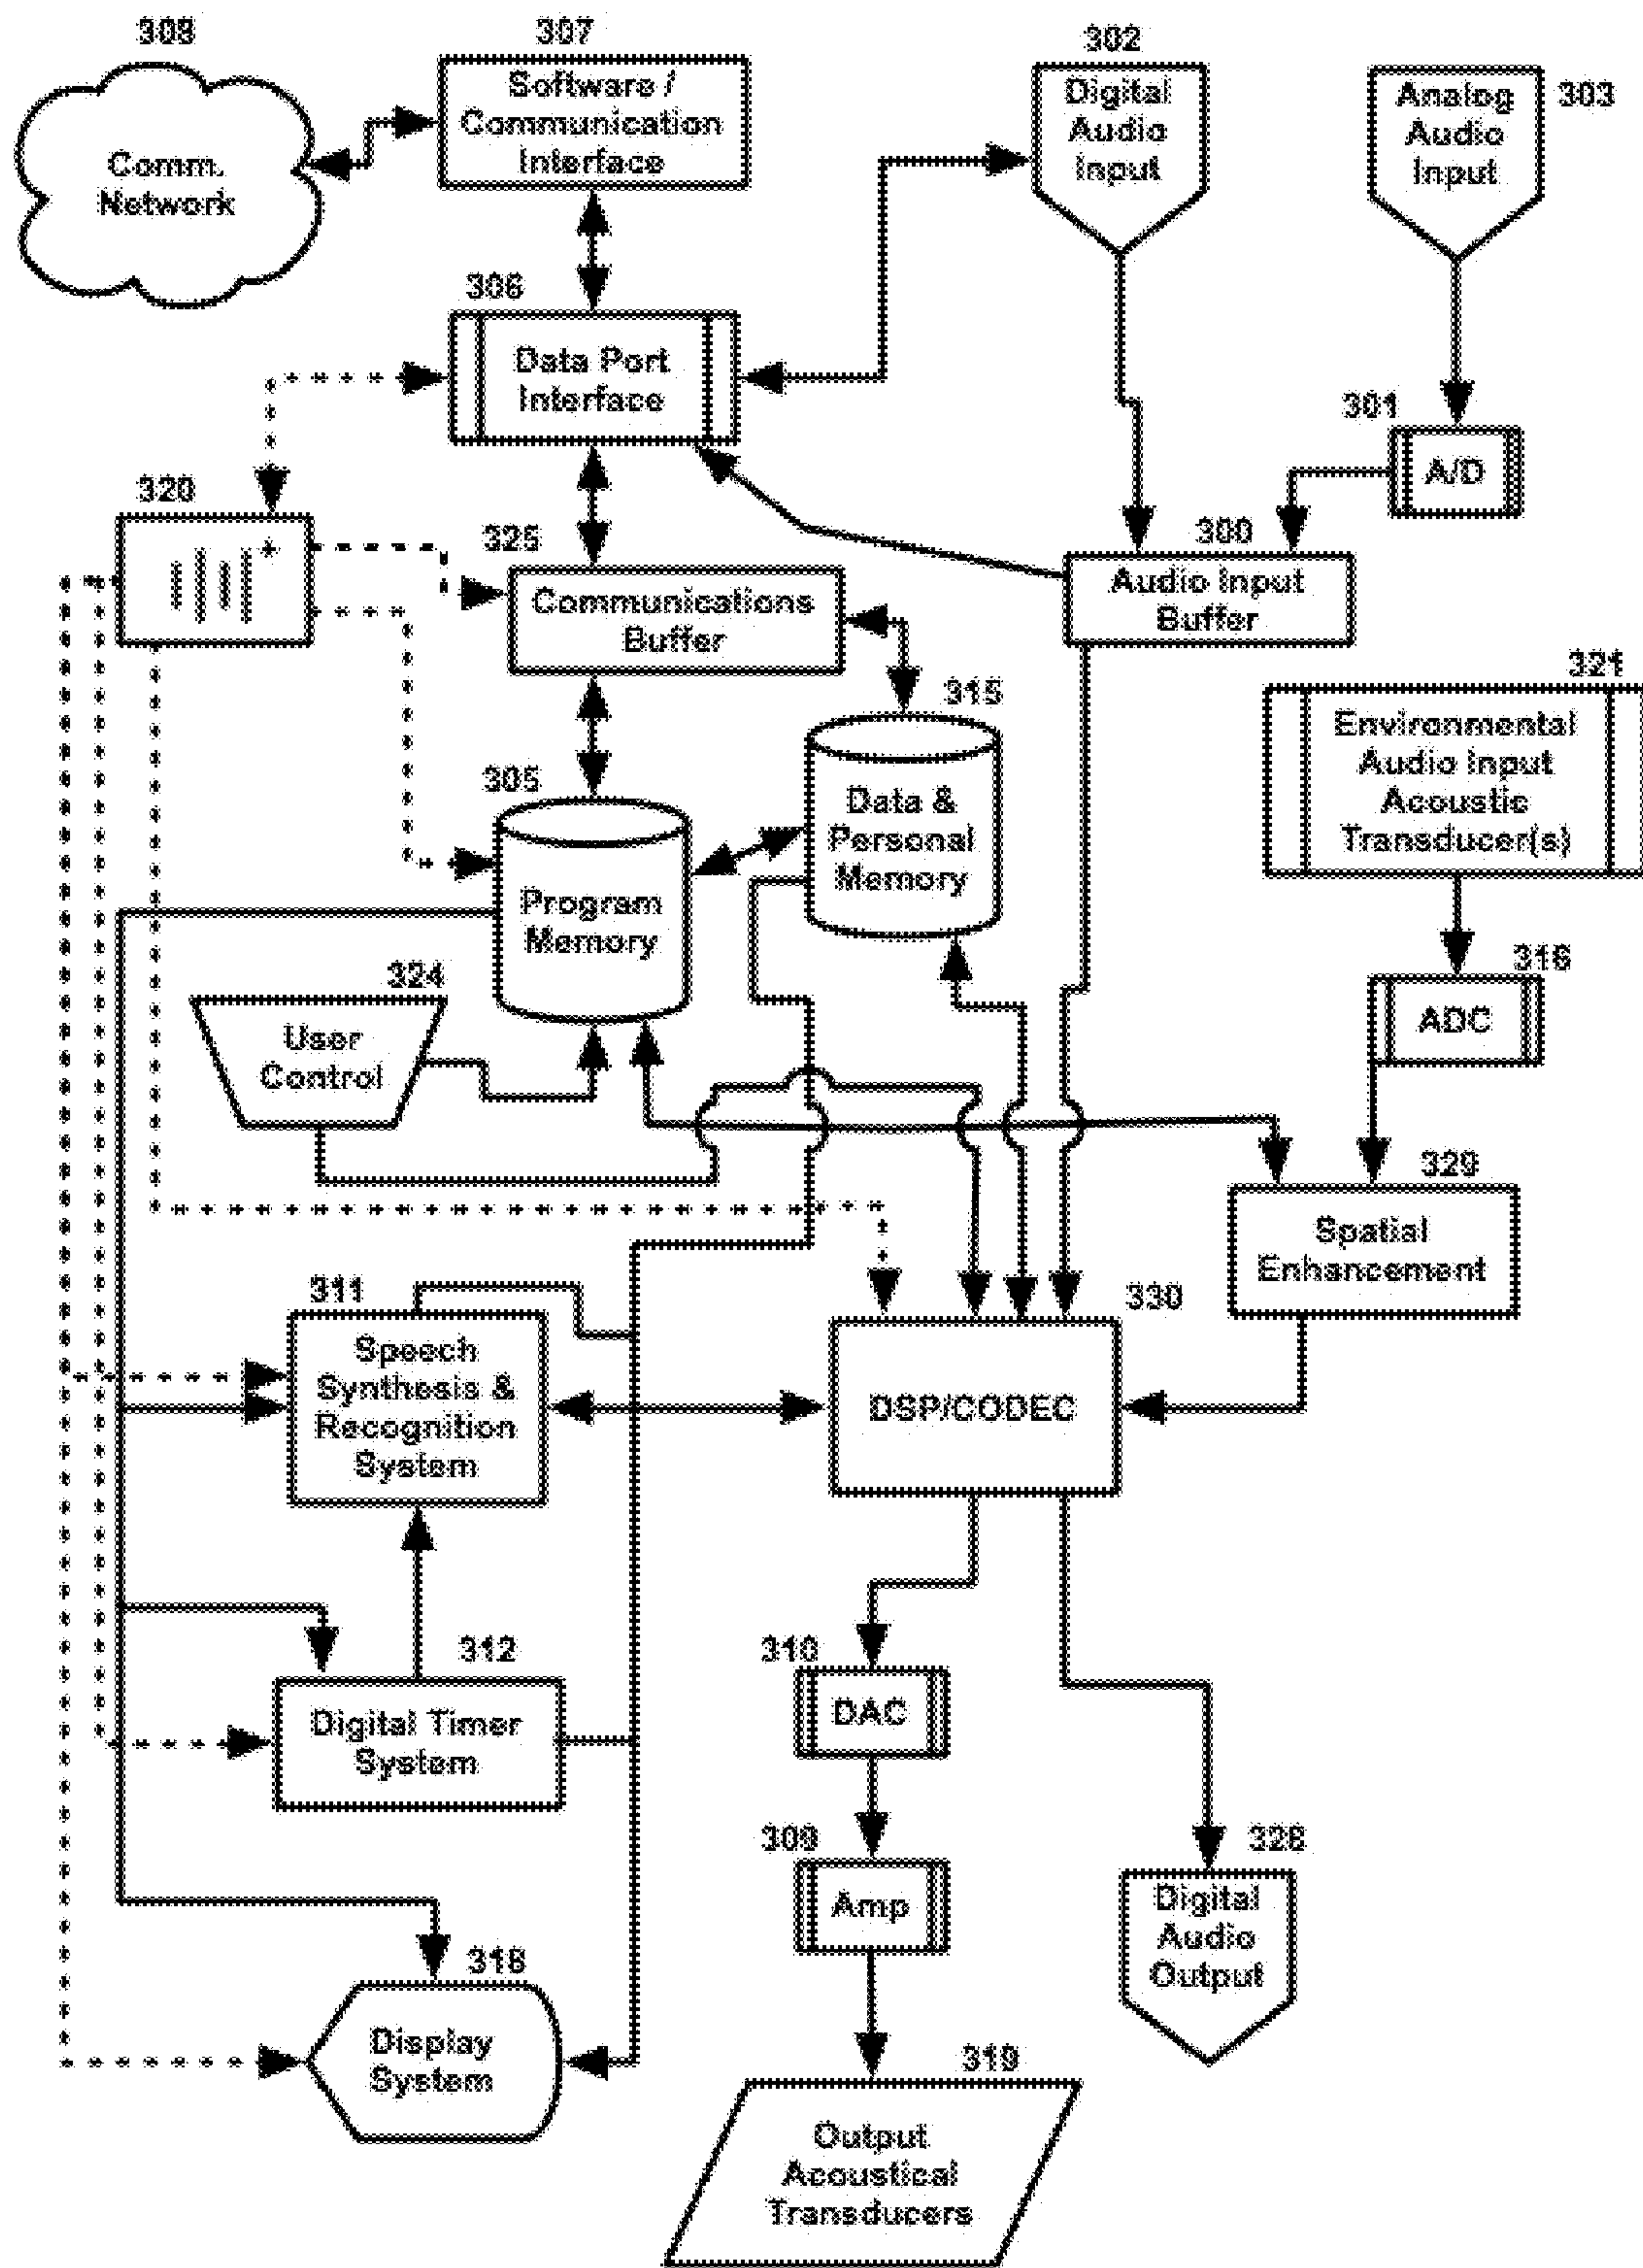 308
307
Software /
Communication
Interface
302
Digital
Audio
Input
Analog
Audio
Input
303
Comm.
Network
306
Data Port
Interface
301
A/D
320
+
325
Communications
Buffer
300
Audio Input
Buffer
321
Environmental
Audio Input
Acoustic
Transducer(s)
315
Data &
Personal
Memory
305
Program
Memory
316
ADC
324
User
Control
329
Spatial
Enhancement
311
Speech
Synthesis &
Recognition
System
330
DSP/CODEC
312
Digital Timer
System
310
DAC
309
Amp
328
Digital
Audio
Output
318
Display
System
319
Output
Acoustical
Transducers